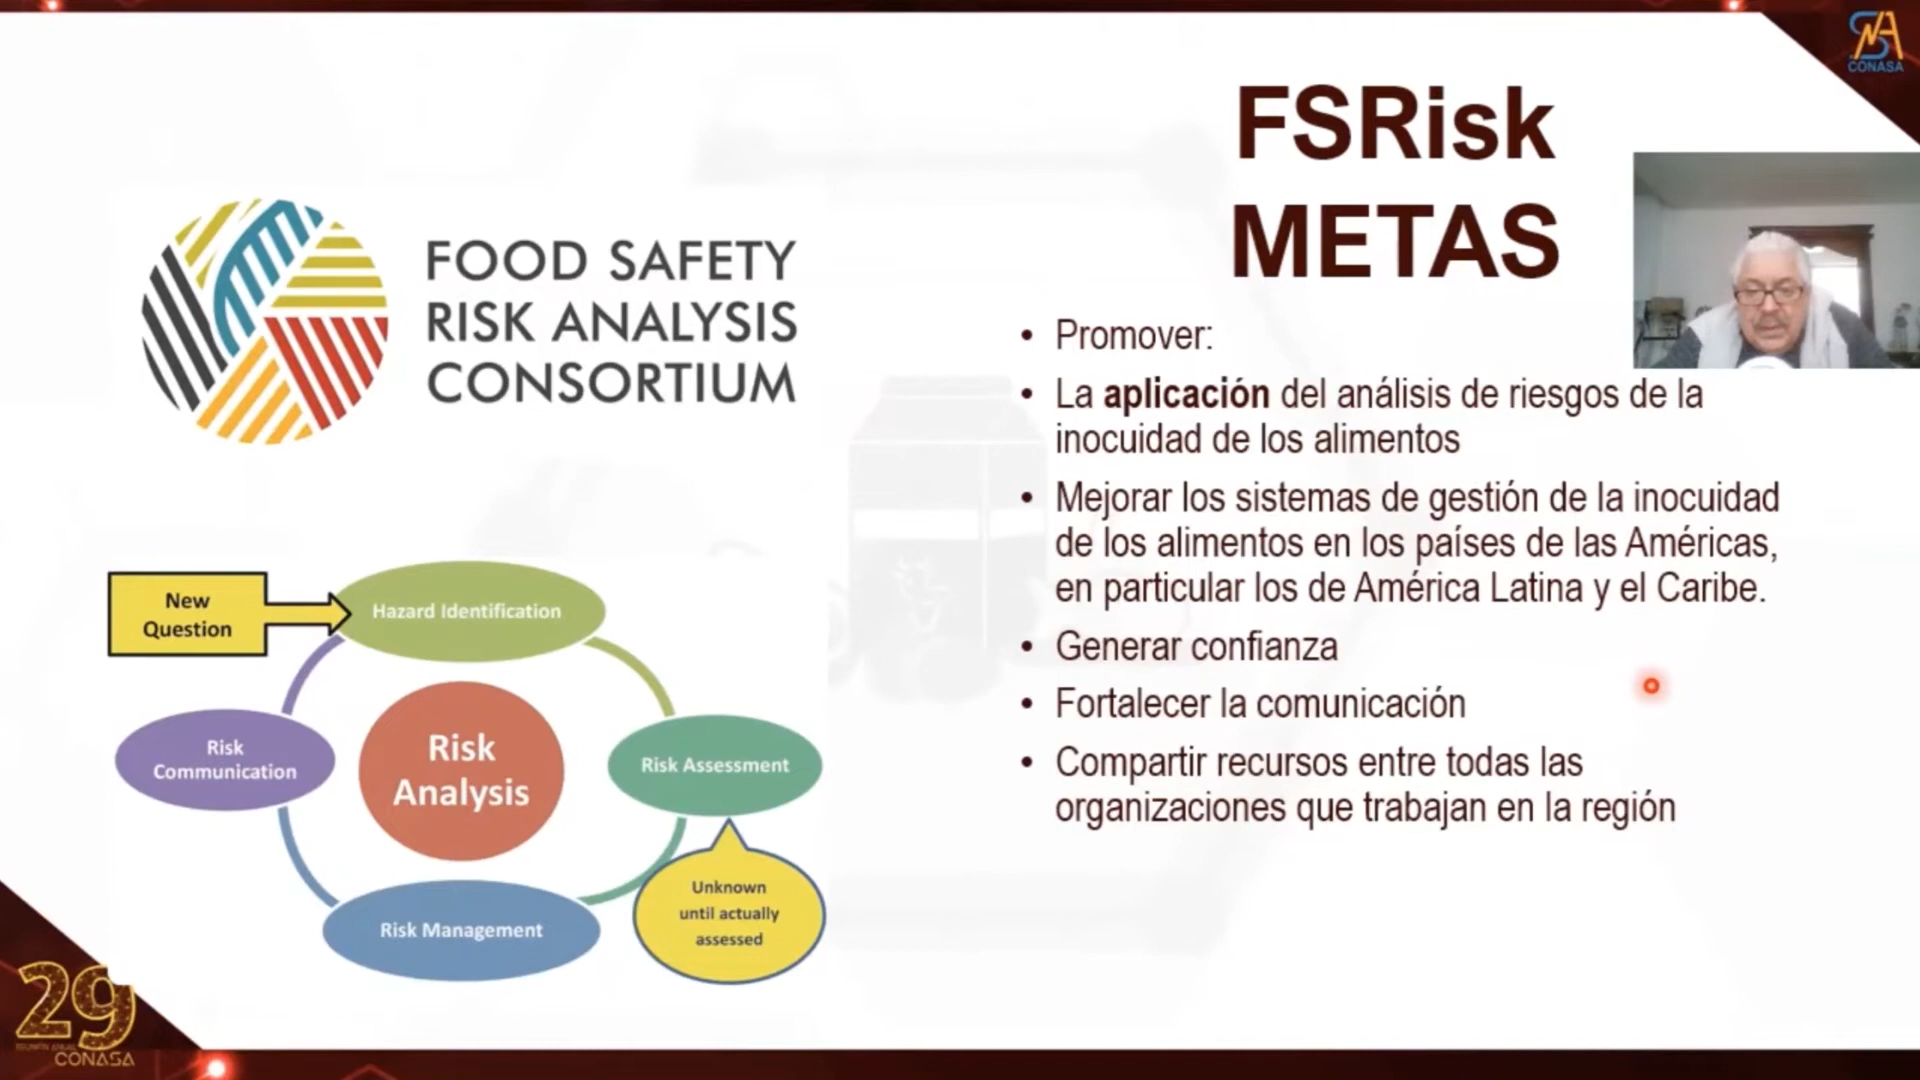 CONASA
FSRisk
METAS
FOOD SAFETY
RISK ANALYSIS
CONSORTIUM
• Promover:
• La aplicación del análisis de riesgos de la
inocuidad de los alimentos
• Mejorar los sistemas de gestión de la inocuidad
de los alimentos en los países de las Américas,
en particular los de América Latina y el Caribe.
• Generar confianza
• Fortalecer la comunicación
• Compartir recursos entre todas las
organizaciones que trabajan en la región
New
Question
Hazard Identification
Risk
Communication
Risk
Analysis
Risk Assessment
Risk Management
Unknown
until actually
assessed
29
CONASA